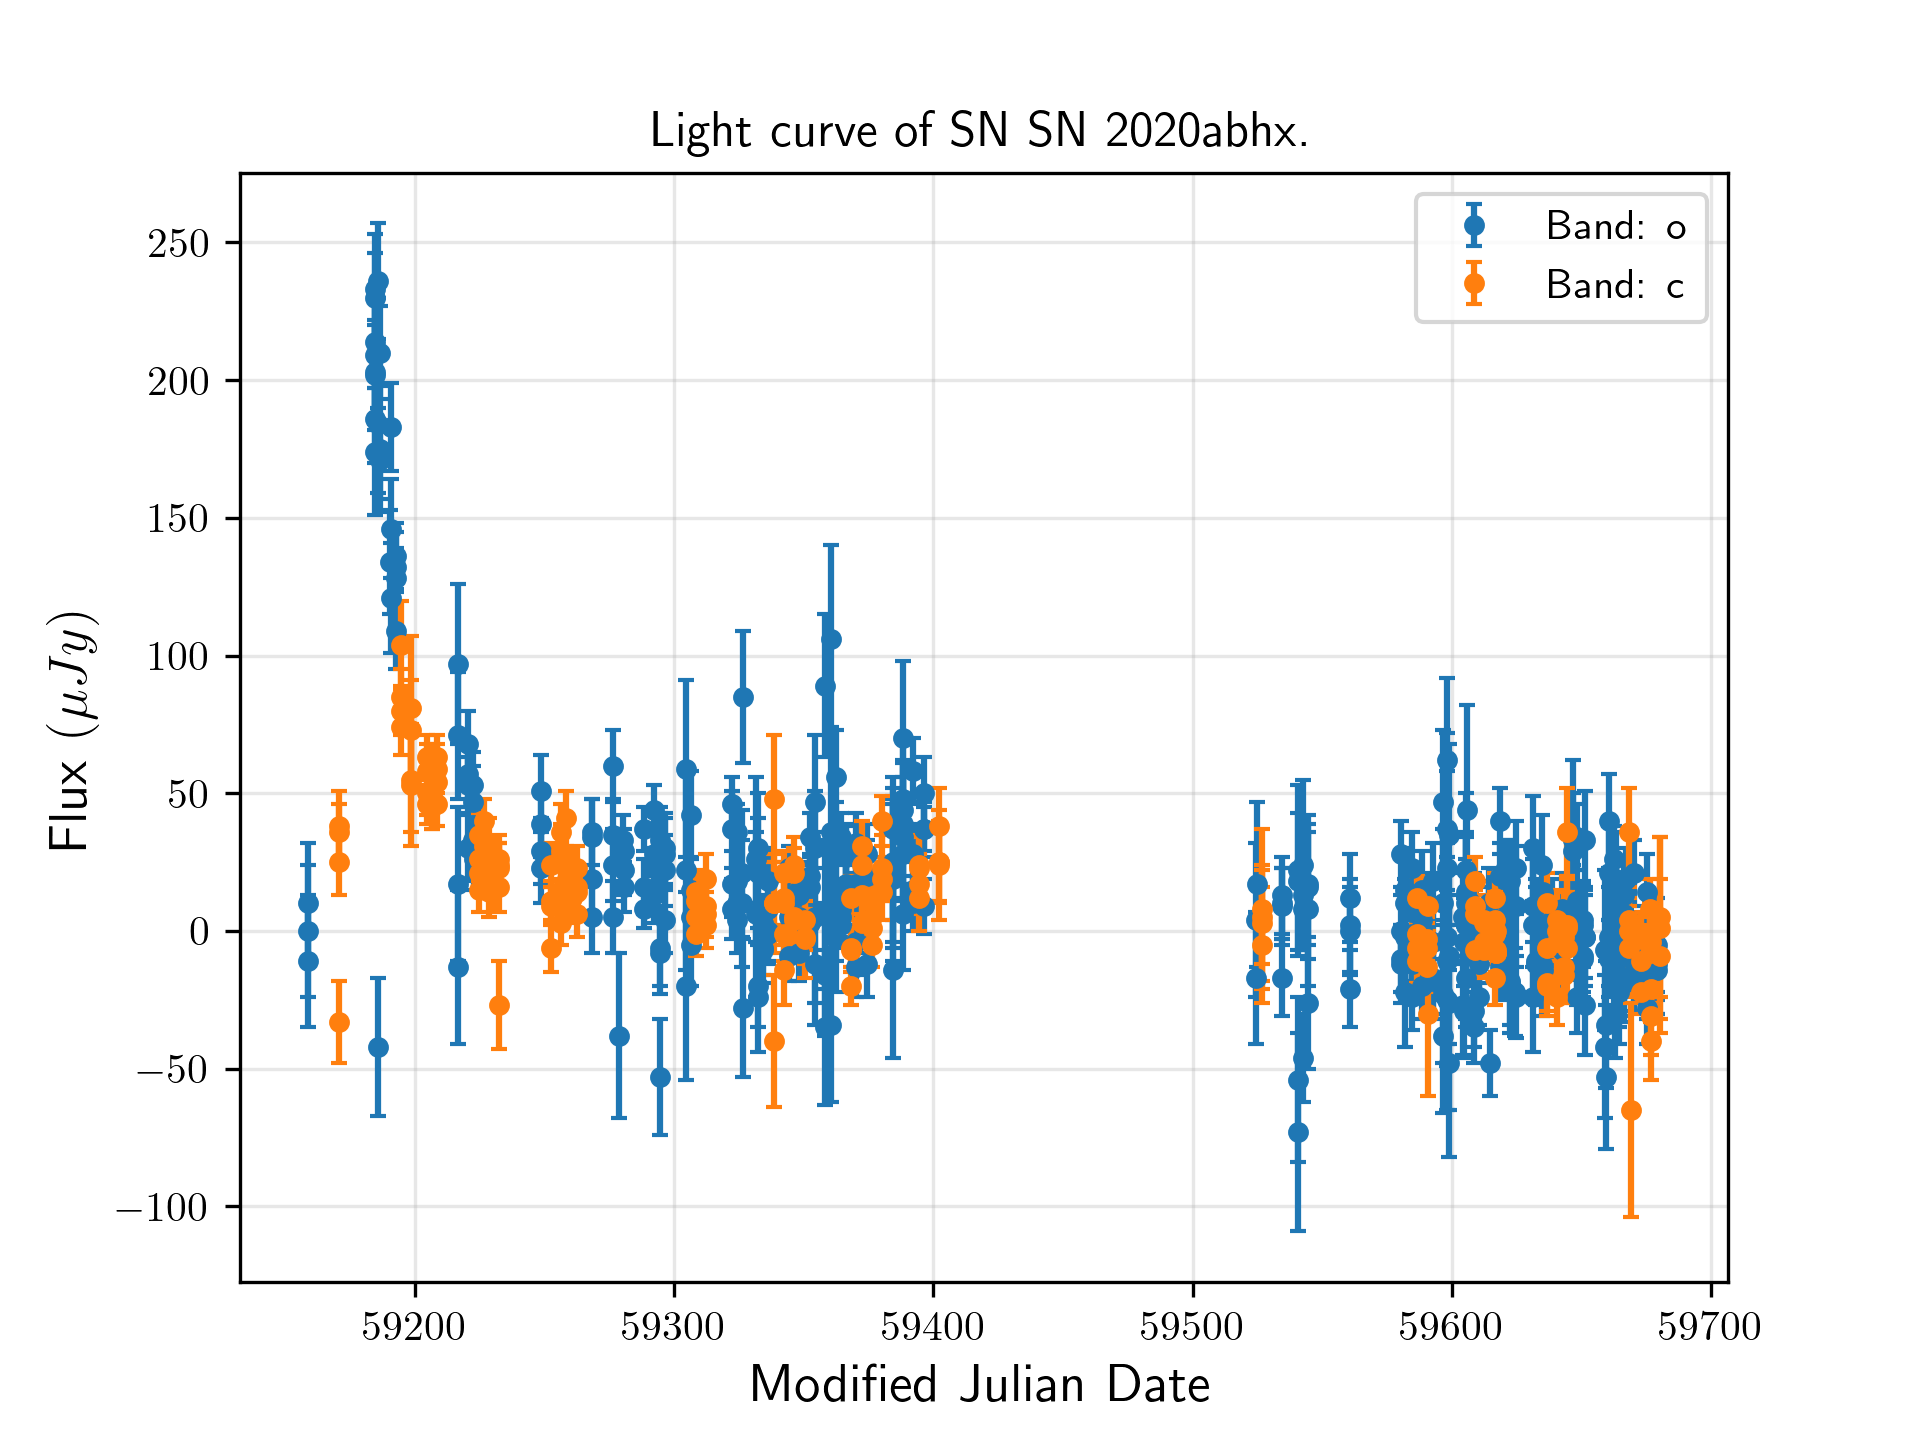 Light curve of SN SN 2020abhx.
Band: o
Band: c
250
200
150
100
50
0
−50
−100
Flux (μJy)
59200 59300 59400 59500 59600 59700
Modified Julian Date